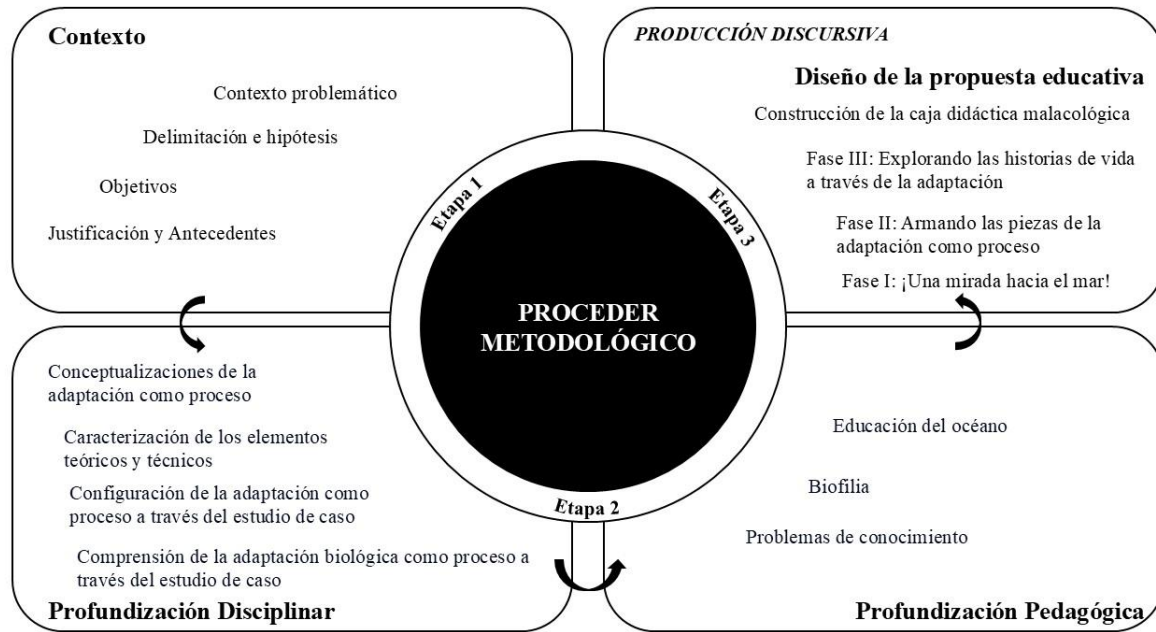 Contexto
Contexto problemático
Delimitación e hipótesis
Objetivos
Justificación y Antecedentes
PRODUCCIÓN DISCURSIVA
Diseño de la propuesta educativa
Construcción de la caja didáctica malacológica
Fase III: Explorando las historias de vida
a través de la adaptación
Fase II: Armando las piezas de la
adaptación como proceso
Fase I: ¡Una mirada hacia el mar!
Etapa 1
Etapa 3
PROCEDER
METODOLÓGICO
Etapa 2
Conceptualizaciones de la
adaptación como proceso
Caracterización de los elementos
teóricos y técnicos
Configuración de la adaptación como
proceso a través del estudio de caso
Comprensión de la adaptación biológica como proceso a
través del estudio de caso
Profundización Disciplinar
Educación del océano
Biofilia
Problemas de conocimiento
Profundización Pedagógica